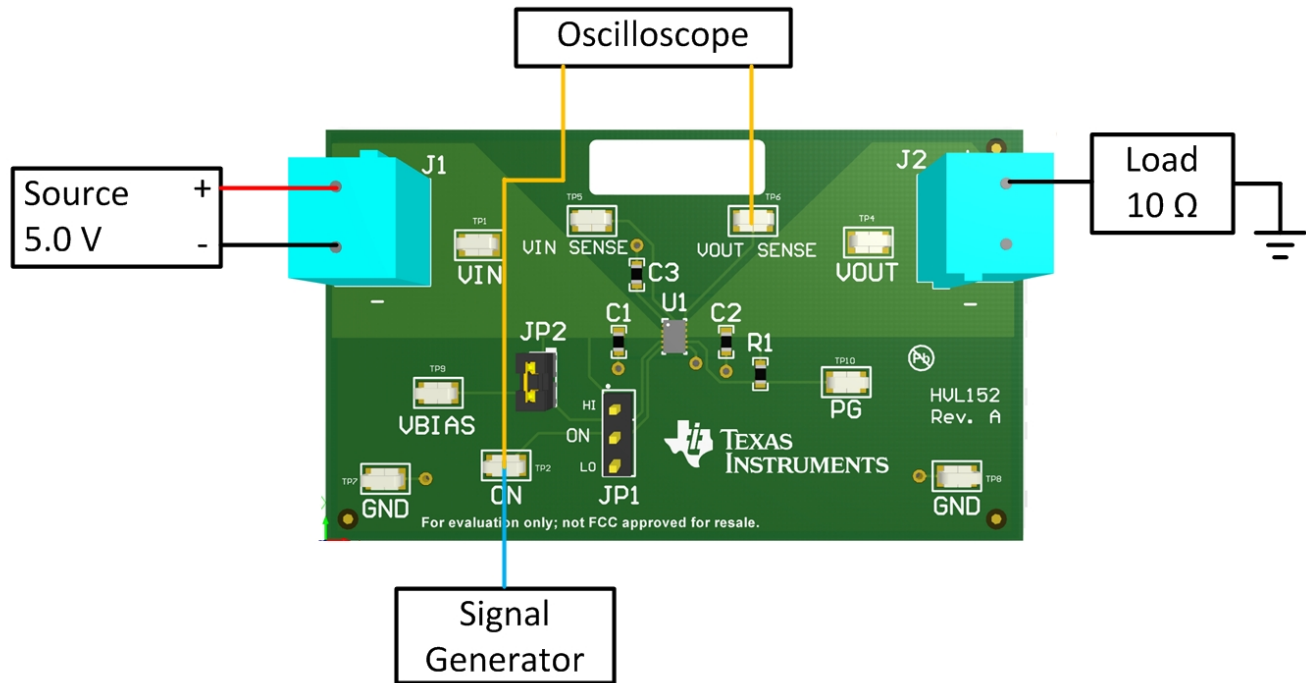 Oscilloscope
Source +
5.0 V -
J1
J2
Load
10 Ω
TP1
VIN
TP5
VIN SENSE
TP6
VOUT SENSE
TP4
VOUT
C3
U1
C1
C2
R1
JP2
TP9
VBIAS
HI
ON
LO
JP1
TP10
PG
Pb
HVL152
Rev. A
TEXAS
INSTRUMENTS
TP2
ON
TP7
GND
TP8
GND
For evaluation only; not FCC approved for resale.
Signal
Generator